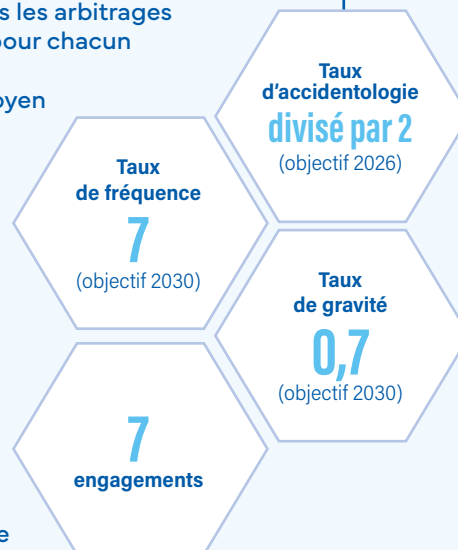 s les arbitrages
pour chacun
oyen
Taux
d'accidentologie
divisé par 2
(objectif 2026)
Taux
de fréquence
7
(objectif 2030)
Taux
de gravité
0,7
(objectif 2030)
7
engagements
e